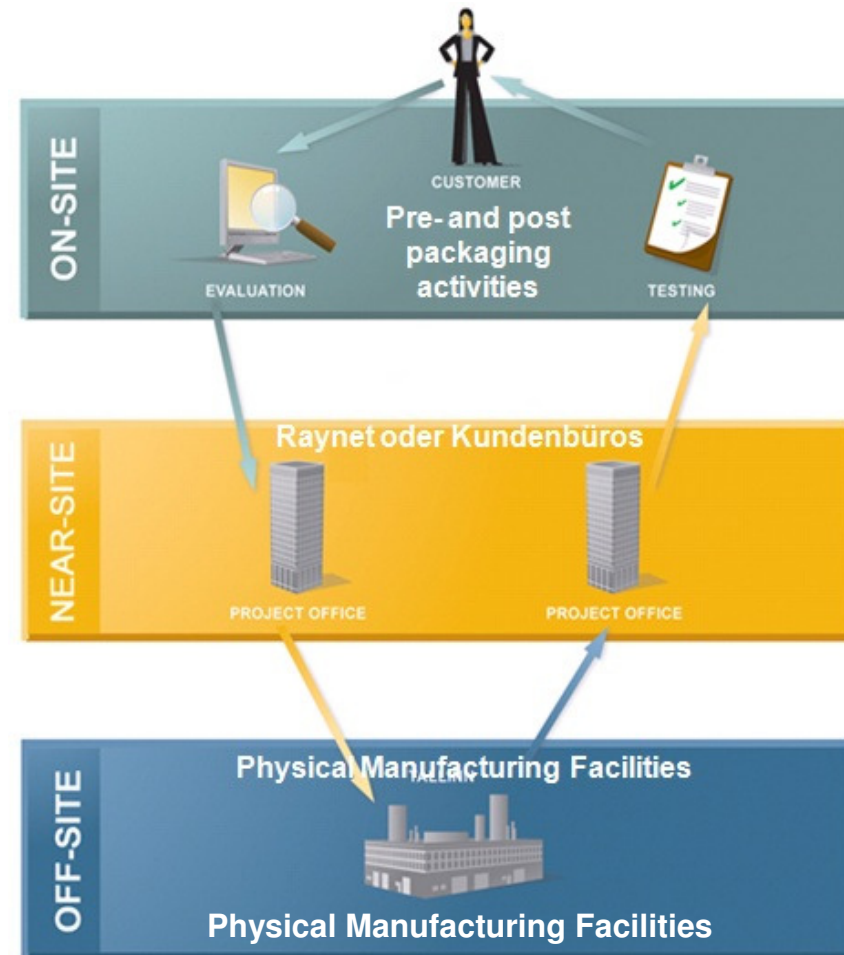 ON-SITE
CUSTOMER
Pre- and post
packaging
activities
EVALUATION
TESTING
NEAR-SITE
Raynet oder Kundenbüros
PROJECT OFFICE
PROJECT OFFICE
OFF-SITE
Physical Manufacturing Facilities
TALLINN
Physical Manufacturing Facilities